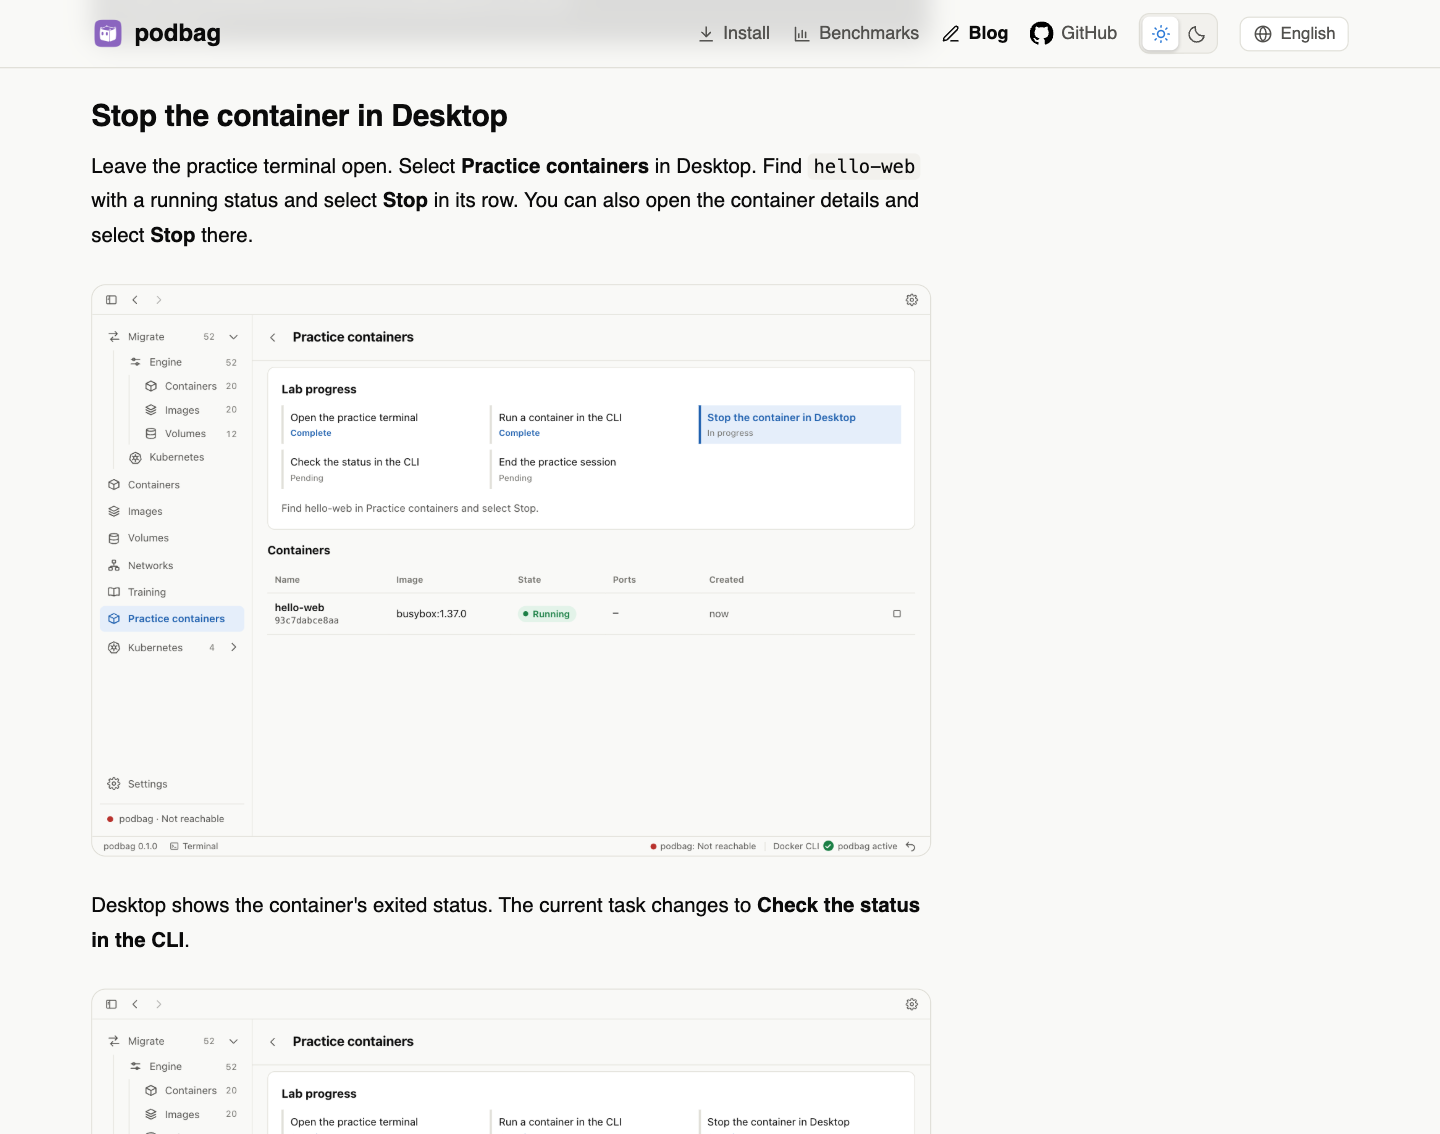 podbag
Install
Benchmarks
Blog
GitHub
English
Stop the container in Desktop
Leave the practice terminal open. Select Practice containers in Desktop. Find hello-web
with a running status and select Stop in its row. You can also open the container details and
select Stop there.
Migrate 52
Engine 52
Containers 20
Images 20
Volumes 12
Kubernetes
Containers
Images
Volumes
Networks
Training
Practice containers
Kubernetes 4
Settings
podbag · Not reachable
Practice containers
Lab progress
Open the practice terminal
Complete
Run a container in the CLI
Complete
Stop the container in Desktop
In progress
Check the status in the CLI
Pending
End the practice session
Pending
Find hello-web in Practice containers and select Stop.
Containers
Name Image State Ports Created
hello-web
93c7dabce8aa
busybox:1.37.0 Running – now
podbag 0.1.0 Terminal
podbag: Not reachable Docker CLI podbag active
Desktop shows the container's exited status. The current task changes to Check the status
in the CLI.
Migrate 52
Engine 52
Containers 20
Images 20
Practice containers
Lab progress
Open the practice terminal
Run a container in the CLI
Stop the container in Desktop